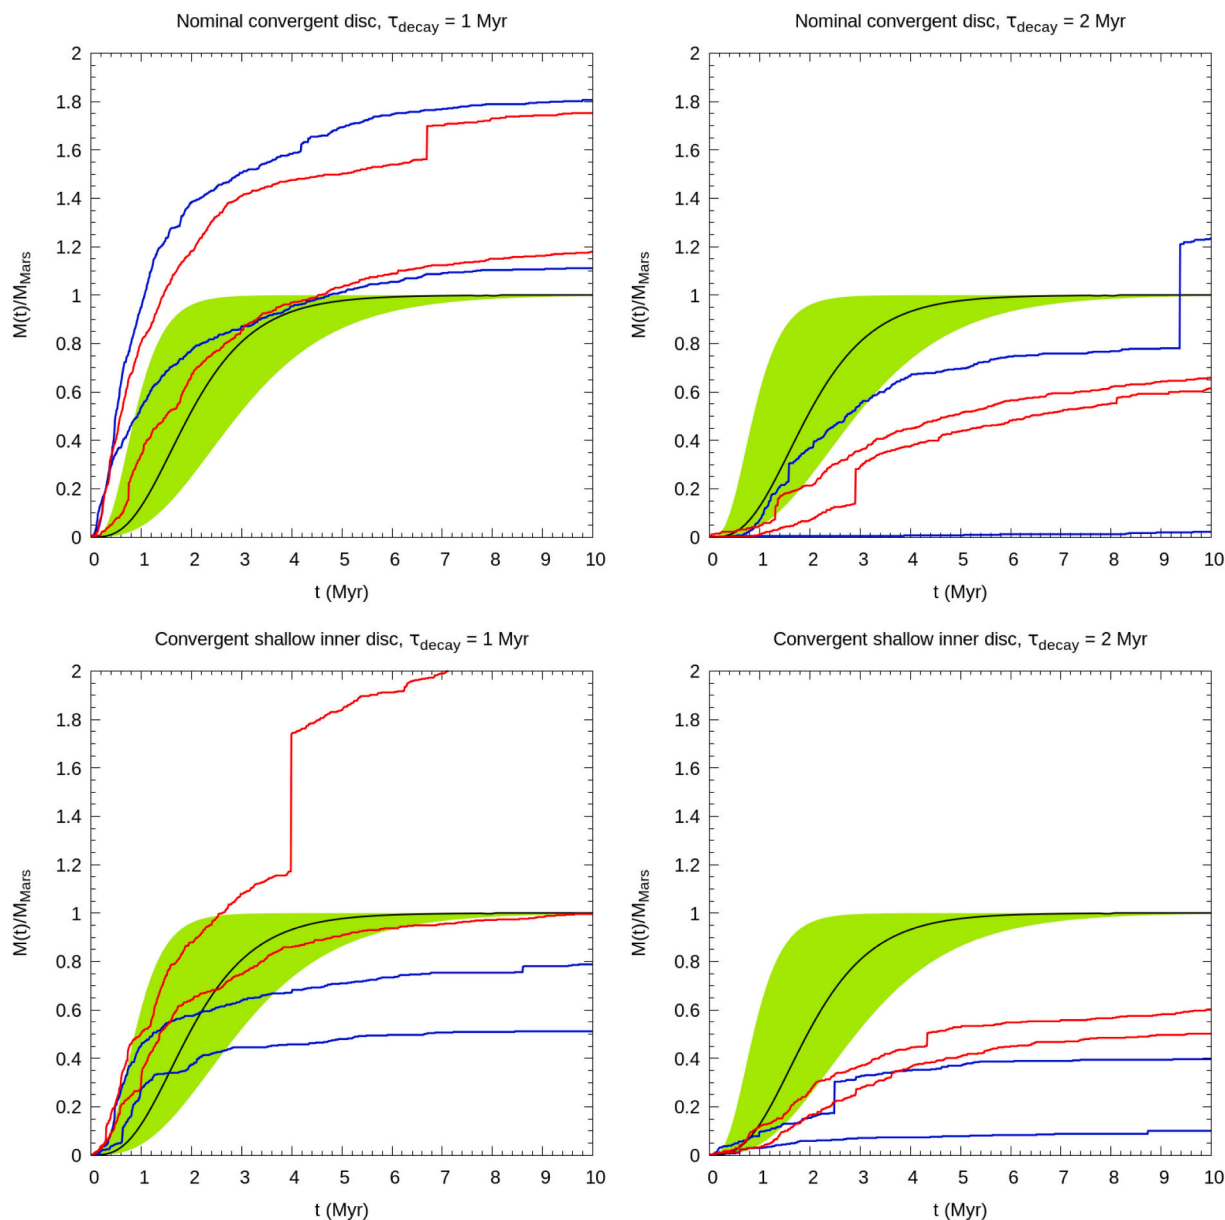 Nominal convergent disc, τdecay = 1 Myr
2
1.8
1.6
1.4
1.2
1
0.8
0.6
0.4
0.2
0
M(t)/MMars
0 1 2 3 4 5 6 7 8 9 10
t (Myr)
Nominal convergent disc, τdecay = 2 Myr
2
1.8
1.6
1.4
1.2
1
0.8
0.6
0.4
0.2
0
M(t)/MMars
0 1 2 3 4 5 6 7 8 9 10
t (Myr)
Convergent shallow inner disc, τdecay = 1 Myr
2
1.8
1.6
1.4
1.2
1
0.8
0.6
0.4
0.2
0
M(t)/MMars
0 1 2 3 4 5 6 7 8 9 10
t (Myr)
Convergent shallow inner disc, τdecay = 2 Myr
2
1.8
1.6
1.4
1.2
1
0.8
0.6
0.4
0.2
0
M(t)/MMars
0 1 2 3 4 5 6 7 8 9 10
t (Myr)